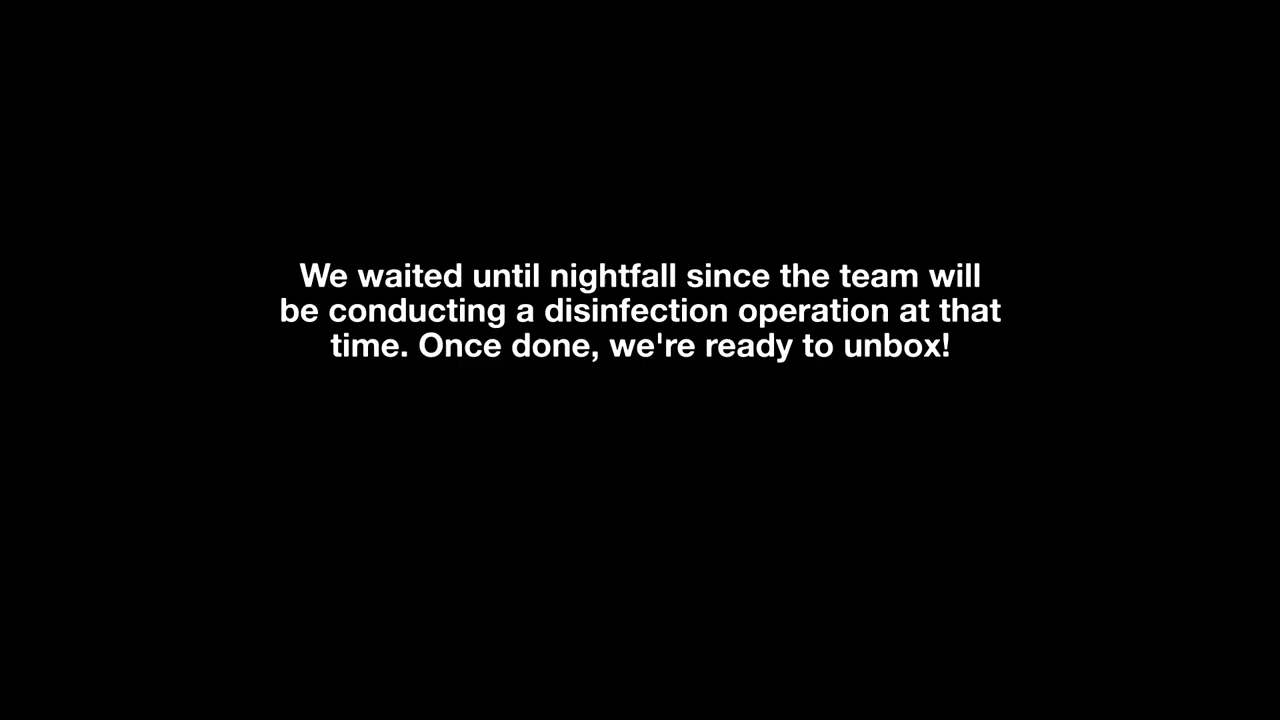 We waited until nightfall since the team will
be conducting a disinfection operation at that
time. Once done, we're ready to unbox!